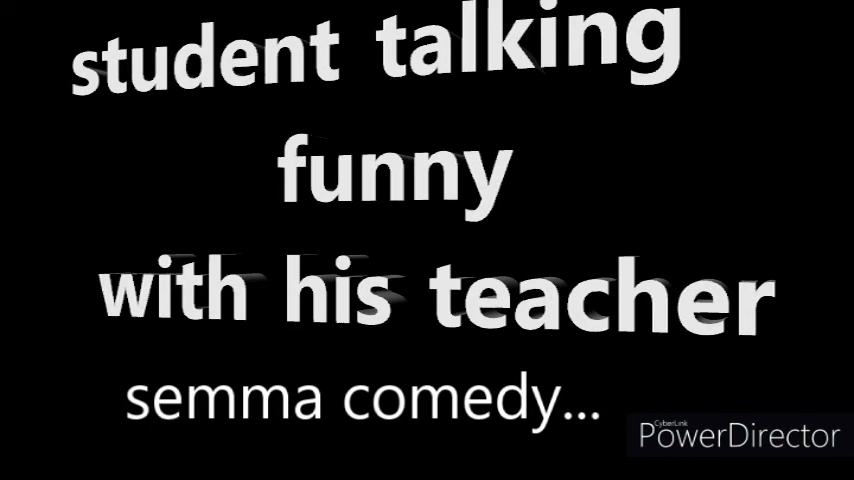 student talking
funny
with his teacher
semma comedy...
CyberLink
PowerDirector